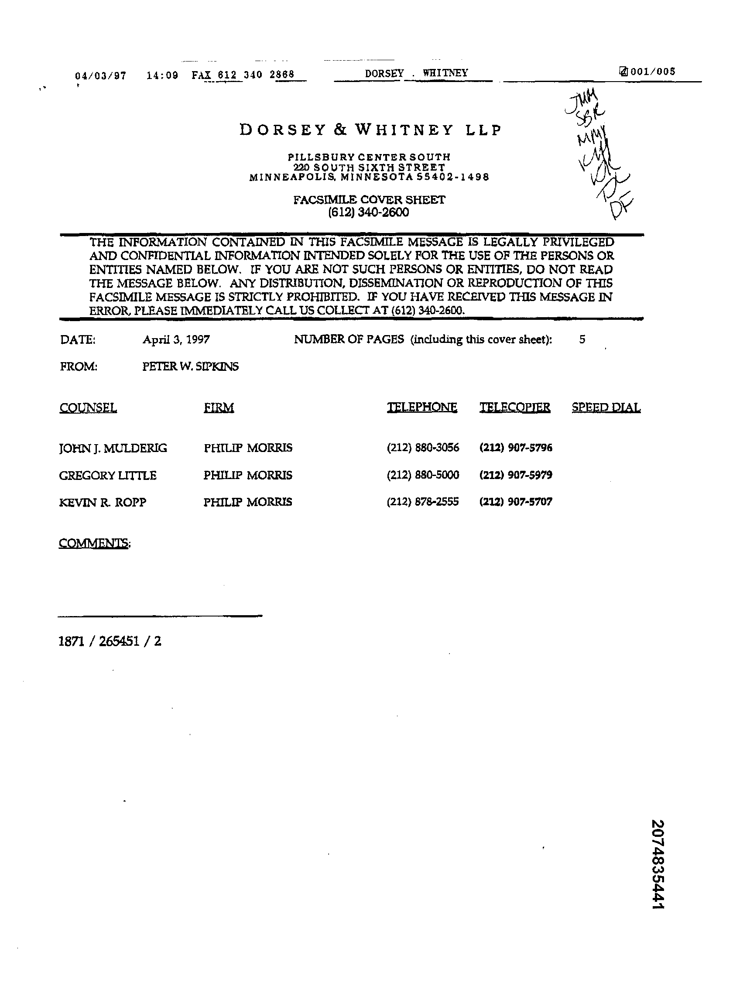 04/03/97 14:09 FAX 612 340 2868 DORSEY . WHITNEY 001/005
JMM
SBR
MMY
DF
DORSEY & WHITNEY LLP
PILLSBURY CENTER SOUTH
220 SOUTH SIXTH STREET
MINNEAPOLIS, MINNESOTA 55402-1498
FACSIMILE COVER SHEET
(612) 340-2600
THE INFORMATION CONTAINED IN THIS FACSIMILE MESSAGE IS LEGALLY PRIVILEGED
AND CONFIDENTIAL INFORMATION INTENDED SOLELY FOR THE USE OF THE PERSONS OR
ENTITIES NAMED BELOW. IF YOU ARE NOT SUCH PERSONS OR ENTITIES, DO NOT READ
THE MESSAGE BELOW. ANY DISTRIBUTION, DISSEMINATION OR REPRODUCTION OF THIS
FACSIMILE MESSAGE IS STRICTLY PROHIBITED. IF YOU HAVE RECEIVED THIS MESSAGE IN
ERROR, PLEASE IMMEDIATELY CALL US COLLECT AT (612) 340-2600.
DATE: April 3, 1997 NUMBER OF PAGES (including this cover sheet): 5
FROM: PETER W. SIPKINS
COUNSEL FIRM TELEPHONE TELECOPIER SPEED DIAL
JOHN J. MULDERIG PHILIP MORRIS (212) 880-3056 (212) 907-5796
GREGORY LITTLE PHILIP MORRIS (212) 880-5000 (212) 907-5979
KEVIN R. ROPP PHILIP MORRIS (212) 878-2555 (212) 907-5707
COMMENTS:
1871 / 265451 / 2
2074835441